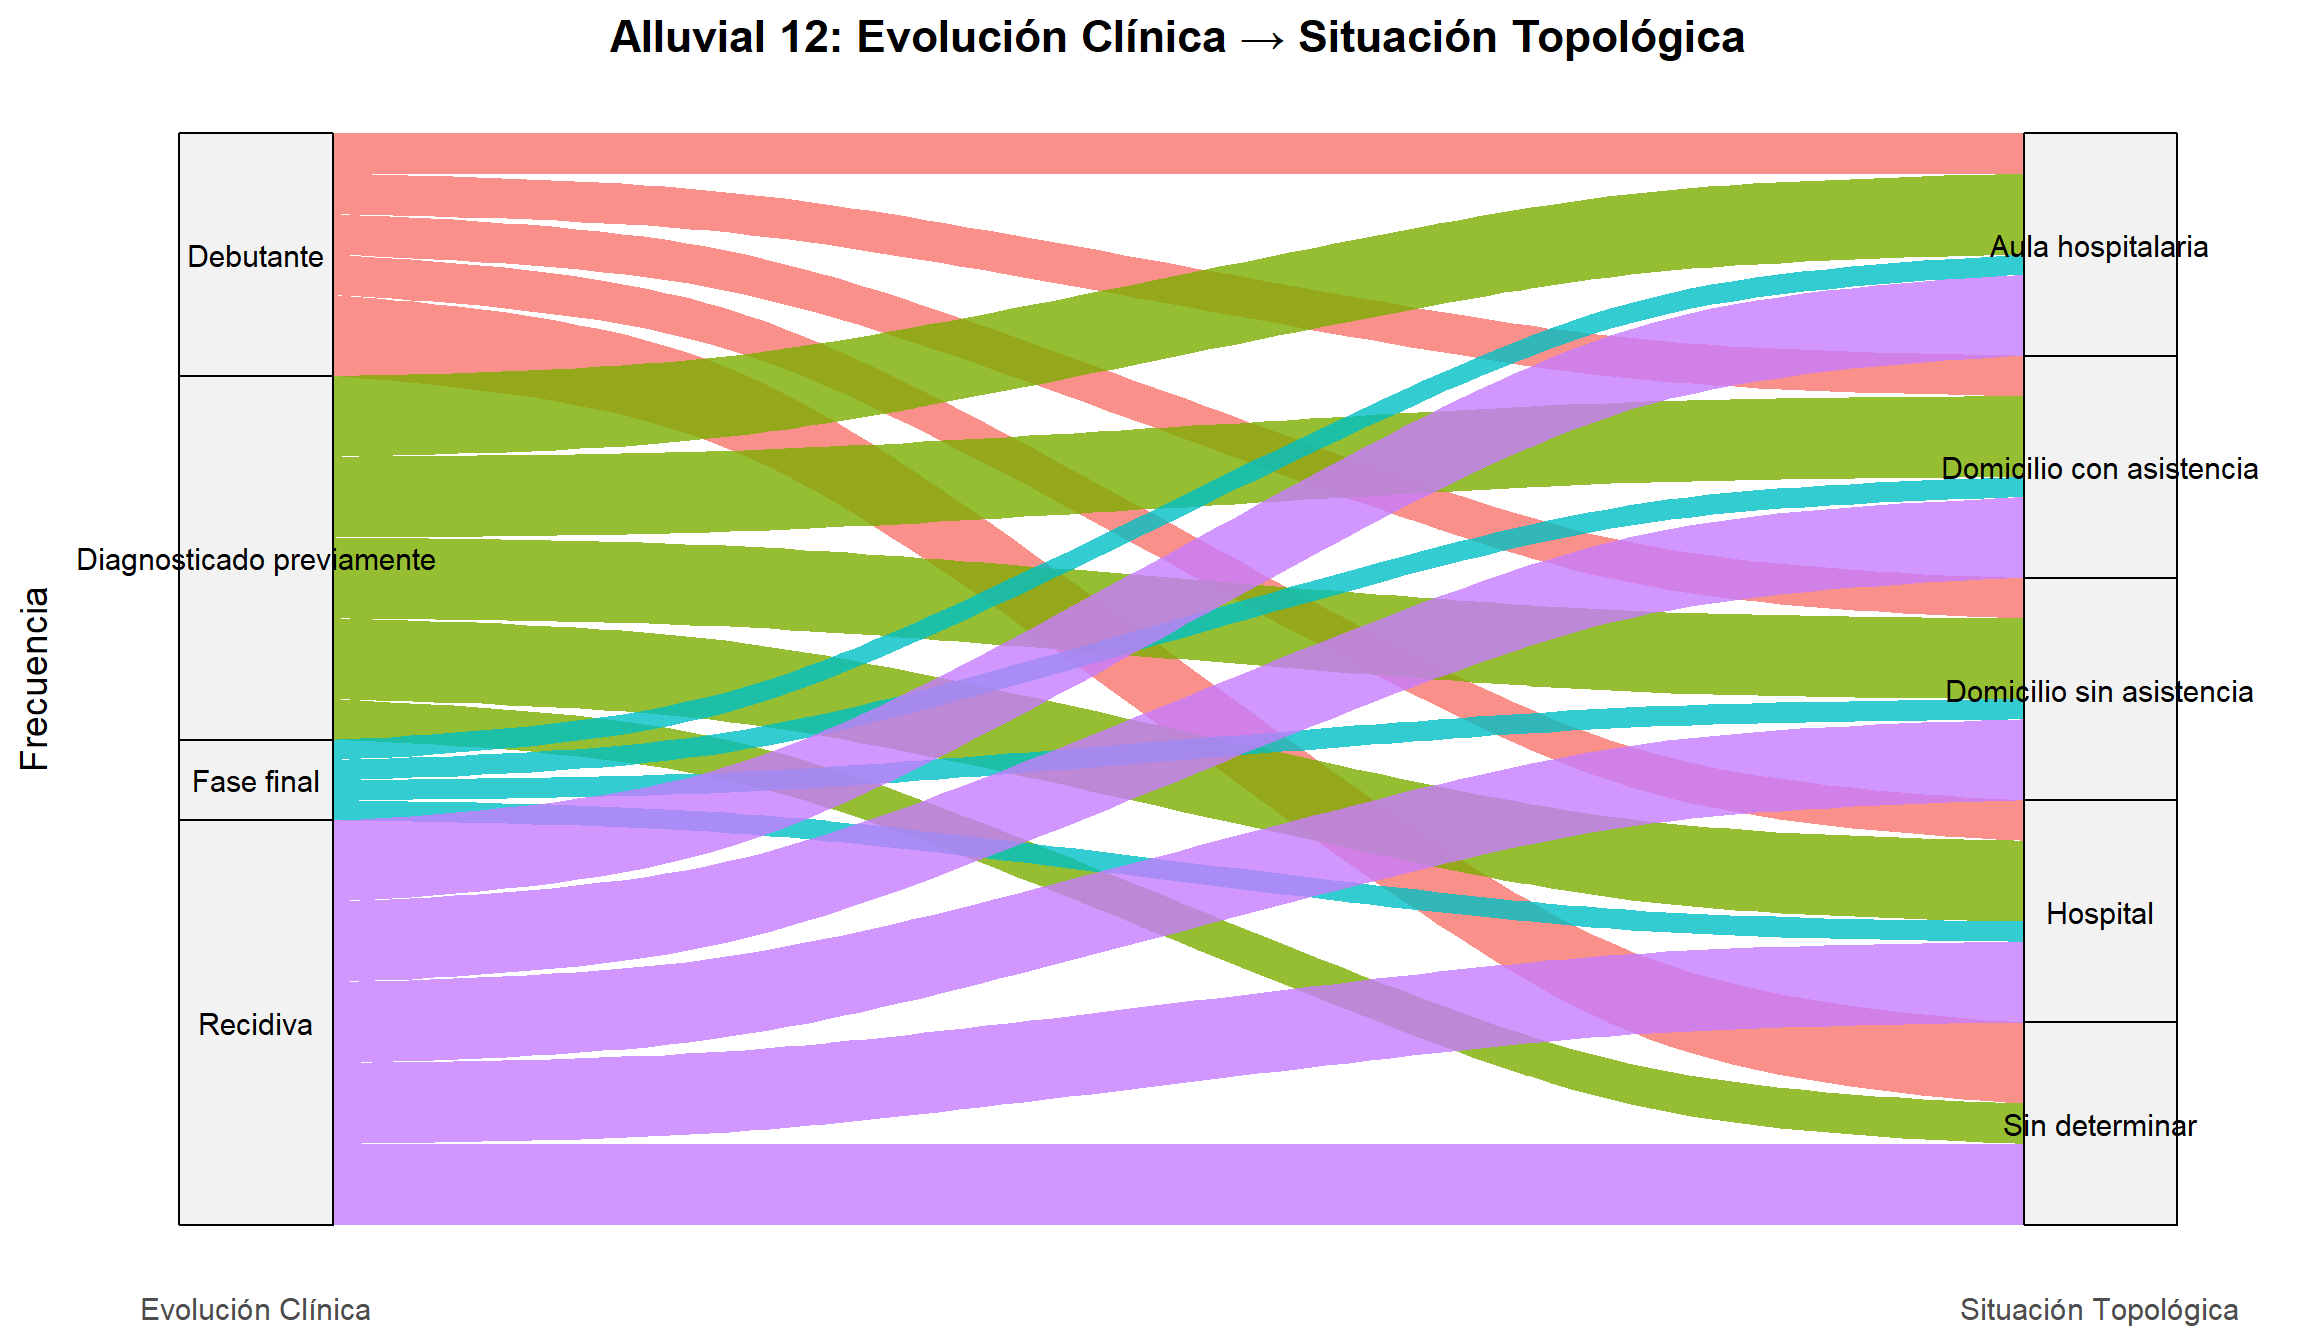 Alluvial 12: Evolución Clínica → Situación Topológica
Frecuencia
Debutante
Diagnosticado previamente
Fase final
Recidiva
Aula hospitalaria
Domicilio con asistencia
Domicilio sin asistencia
Hospital
Sin determinar
Evolución Clínica
Situación Topológica